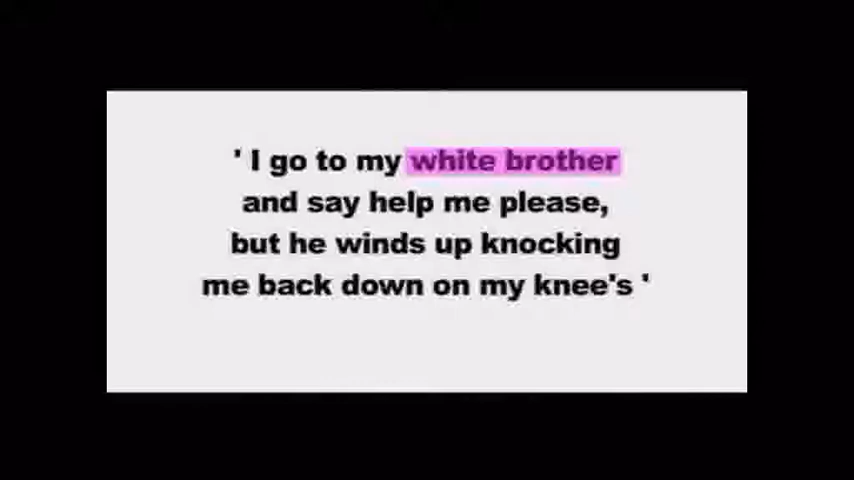 ' I go to my white brother
and say help me please,
but he winds up knocking
me back down on my knee's '